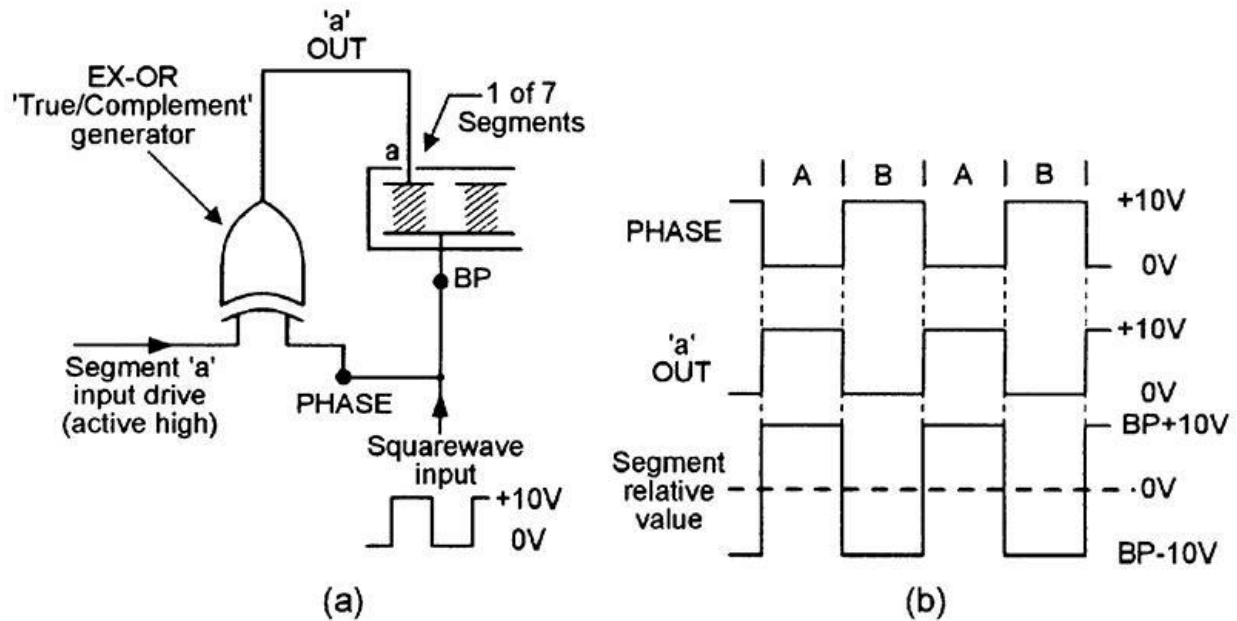 'a'
OUT
EX-OR
'True/Complement'
generator
1 of 7
Segments
a
BP
Segment 'a'
input drive
(active high)
PHASE
Squarewave
input
+10V
0V
(a)
A B A B
PHASE
+10V
0V
'a'
OUT
+10V
0V
Segment
relative
value
BP+10V
0V
BP-10V
(b)